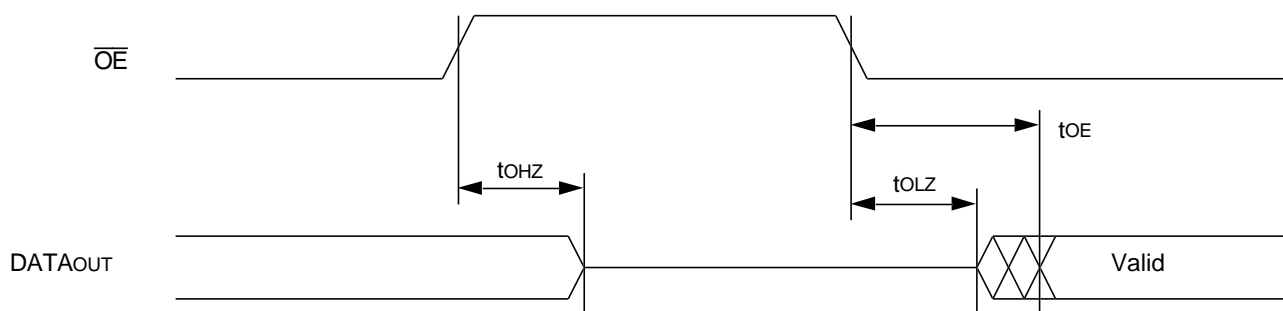 OE
tOE
tOHZ
tOLZ
DATAOUT
Valid